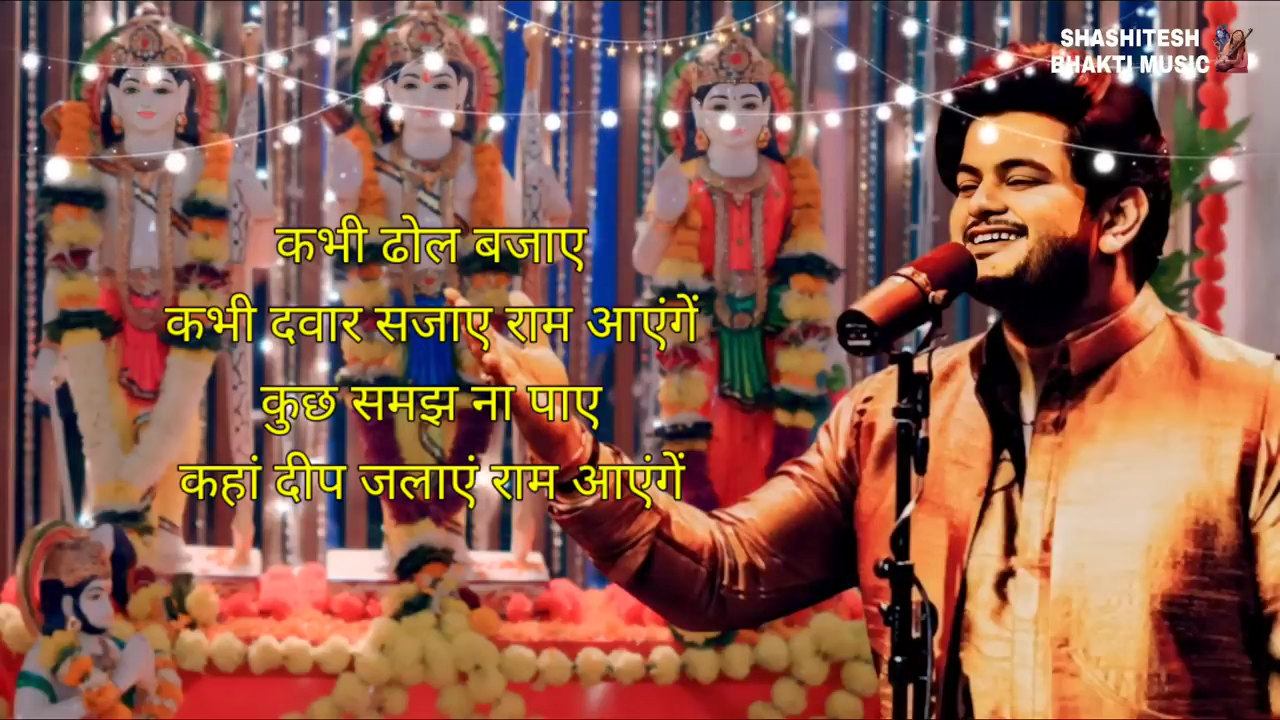 SHASHITESH
BHAKTI MUSIC
कभी ढोल बजाए
कभी दवार सजाए राम आएंगें
कुछ समझ ना पाए
कहां दीप जलाएं राम आएंगें